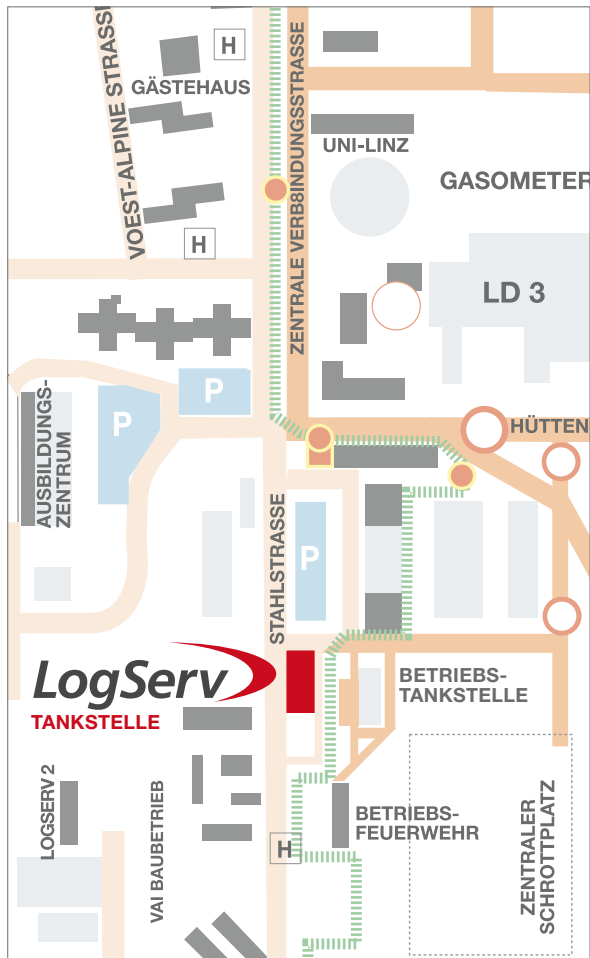 VOEST-ALPINE STRASSE
H
GÄSTEHAUS
ZENTRALE VERB8INDUNGSSTRASSE
UNI-LINZ
GASOMETER
H
LD 3
P
P
HÜTTEN
AUSBILDUNGS-
ZENTRUM
STAHLSTRASSE
P
LogServ
TANKSTELLE
BETRIEBS-
TANKSTELLE
LOGSERV 2
VAI BAUBETRIEB
BETRIEBS-
FEUERWEHR
H
ZENTRALER
SCHROTTPLATZ